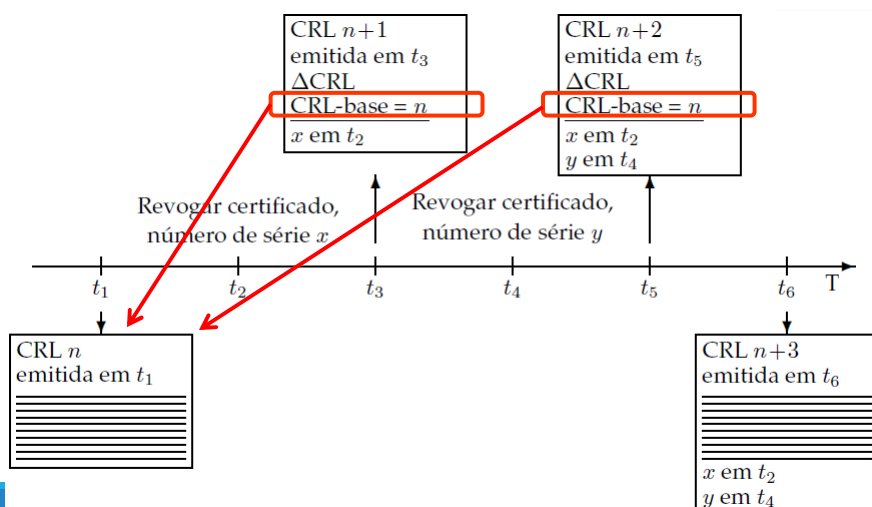 CRL n+1
emitida em t₃
ΔCRL
CRL-base = n
x em t₂
CRL n+2
emitida em t₅
ΔCRL
CRL-base = n
x em t₂
y em t₄
Revogar certificado,
número de série x
Revogar certificado,
número de série y
t₁ t₂ t₃ t₄ t₅ t₆ T
CRL n
emitida em t₁
CRL n+3
emitida em t₆
x em t₂
y em t₄